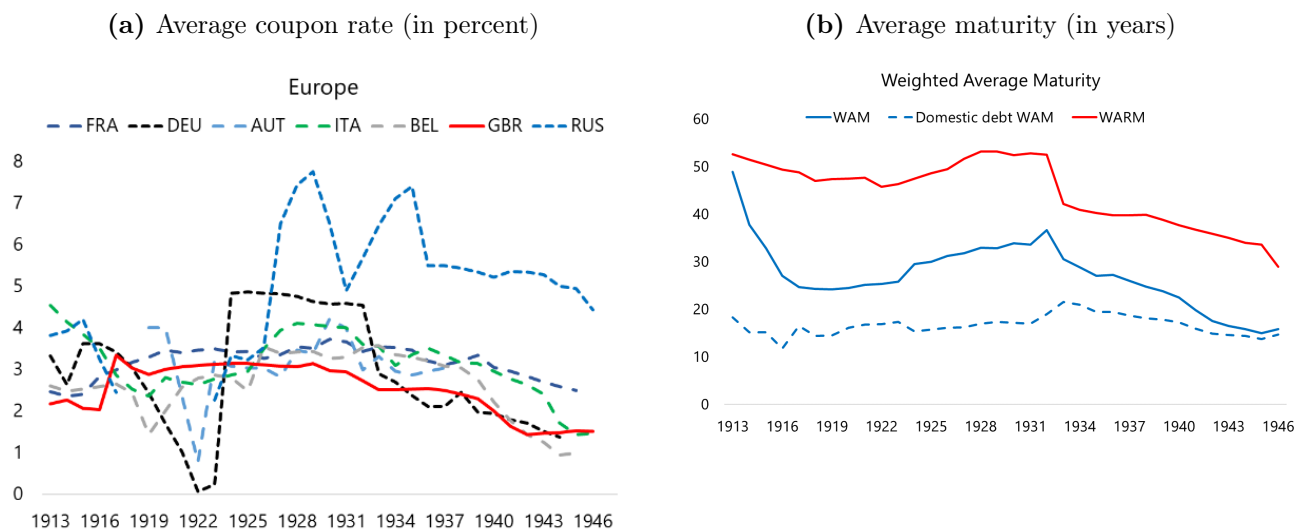 (a) Average coupon rate (in percent)
Europe
FRA DEU AUT ITA BEL GBR RUS
8
7
6
5
4
3
2
1
0
1913 1916 1919 1922 1925 1928 1931 1934 1937 1940 1943 1946
(b) Average maturity (in years)
Weighted Average Maturity
WAM Domestic debt WAM WARM
60
50
40
30
20
10
0
1913 1916 1919 1922 1925 1928 1931 1934 1937 1940 1943 1946